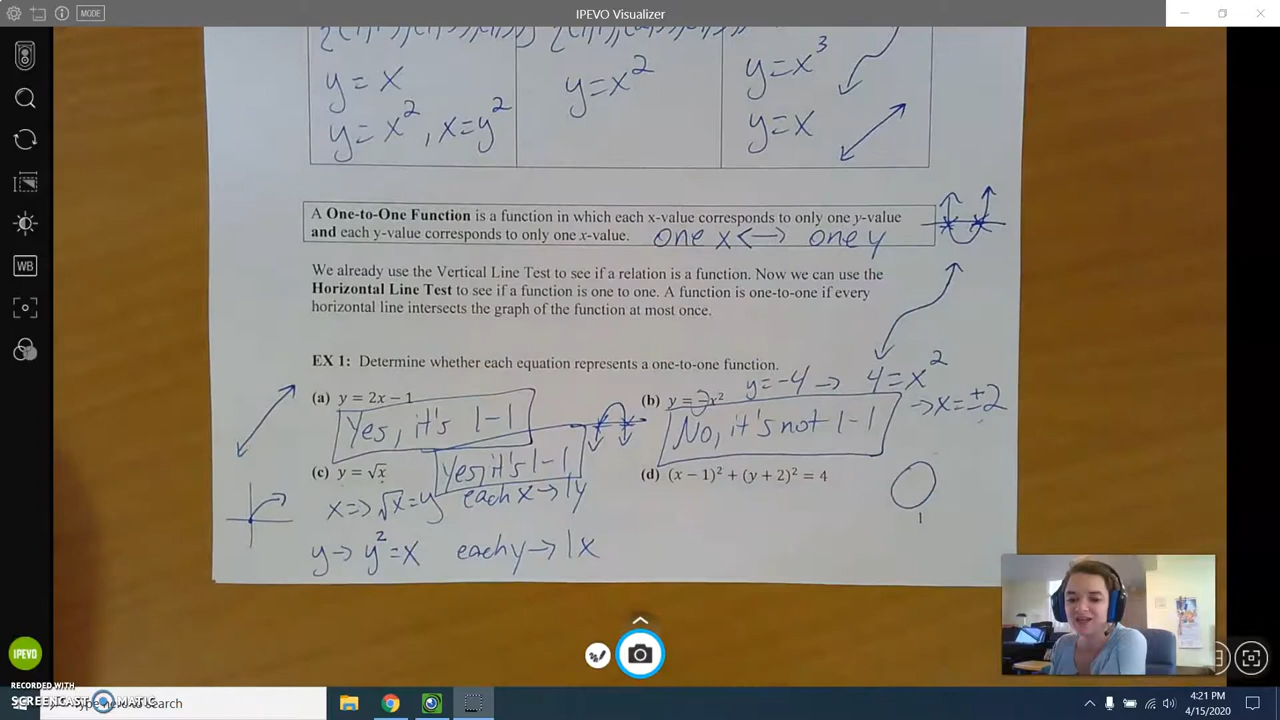 IPEVO Visualizer
MODE
y = x
y = x², x = y²
y = x²
y = x³
y = x
A One-to-One Function is a function in which each x-value corresponds to only one y-value
and each y-value corresponds to only one x-value. one x <—> one y
We already use the Vertical Line Test to see if a relation is a function. Now we can use the
Horizontal Line Test to see if a function is one to one. A function is one-to-one if every
horizontal line intersects the graph of the function at most once.
EX 1: Determine whether each equation represents a one-to-one function.
(a) y = 2x − 1
Yes, it's 1-1
(b) y = −x² y = -4 → 4 = x²
→ x = ±2
No, it's not 1-1
(c) y = √x
Yes, it's 1-1
x => √x = y each x → 1y
y → y² = x each y → 1x
(d) (x − 1)² + (y + 2)² = 4
WB
IPEVO
RECORDED WITH
SCREENCAST MATIC
here to search
4:21 PM
4/15/2020